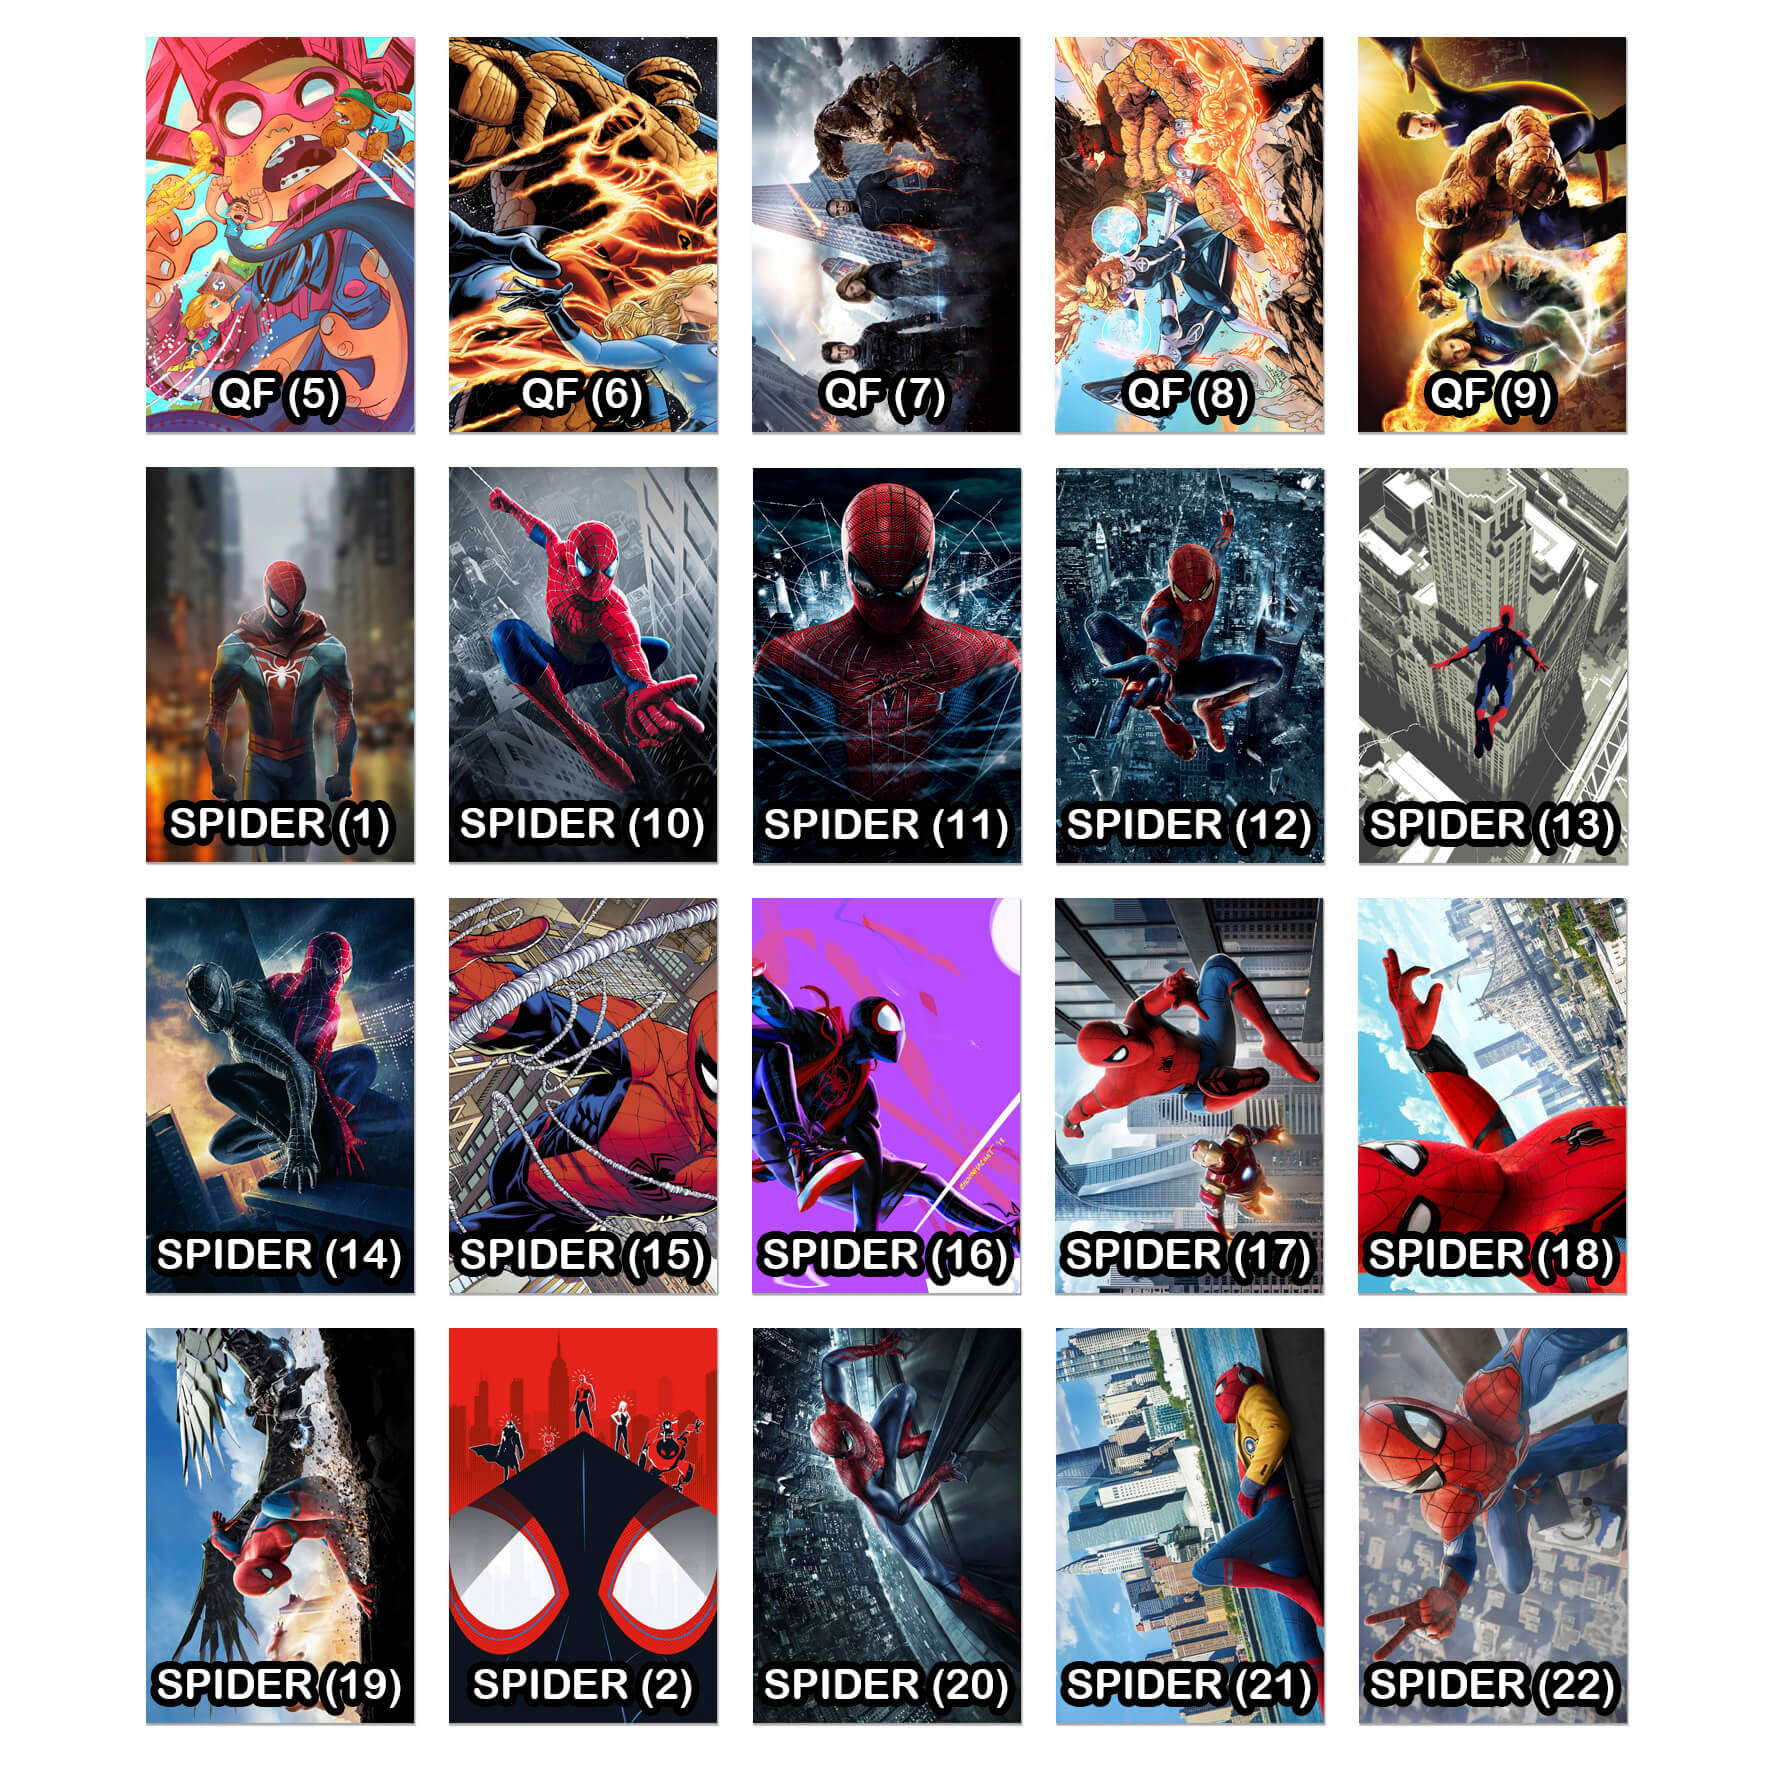 QF (5)
QF (6)
QF (7)
QF (8)
QF (9)
SPIDER (1)
SPIDER (10)
SPIDER (11)
SPIDER (12)
SPIDER (13)
SPIDER (14)
SPIDER (15)
SPIDER (16)
SPIDER (17)
SPIDER (18)
SPIDER (19)
SPIDER (2)
SPIDER (20)
SPIDER (21)
SPIDER (22)